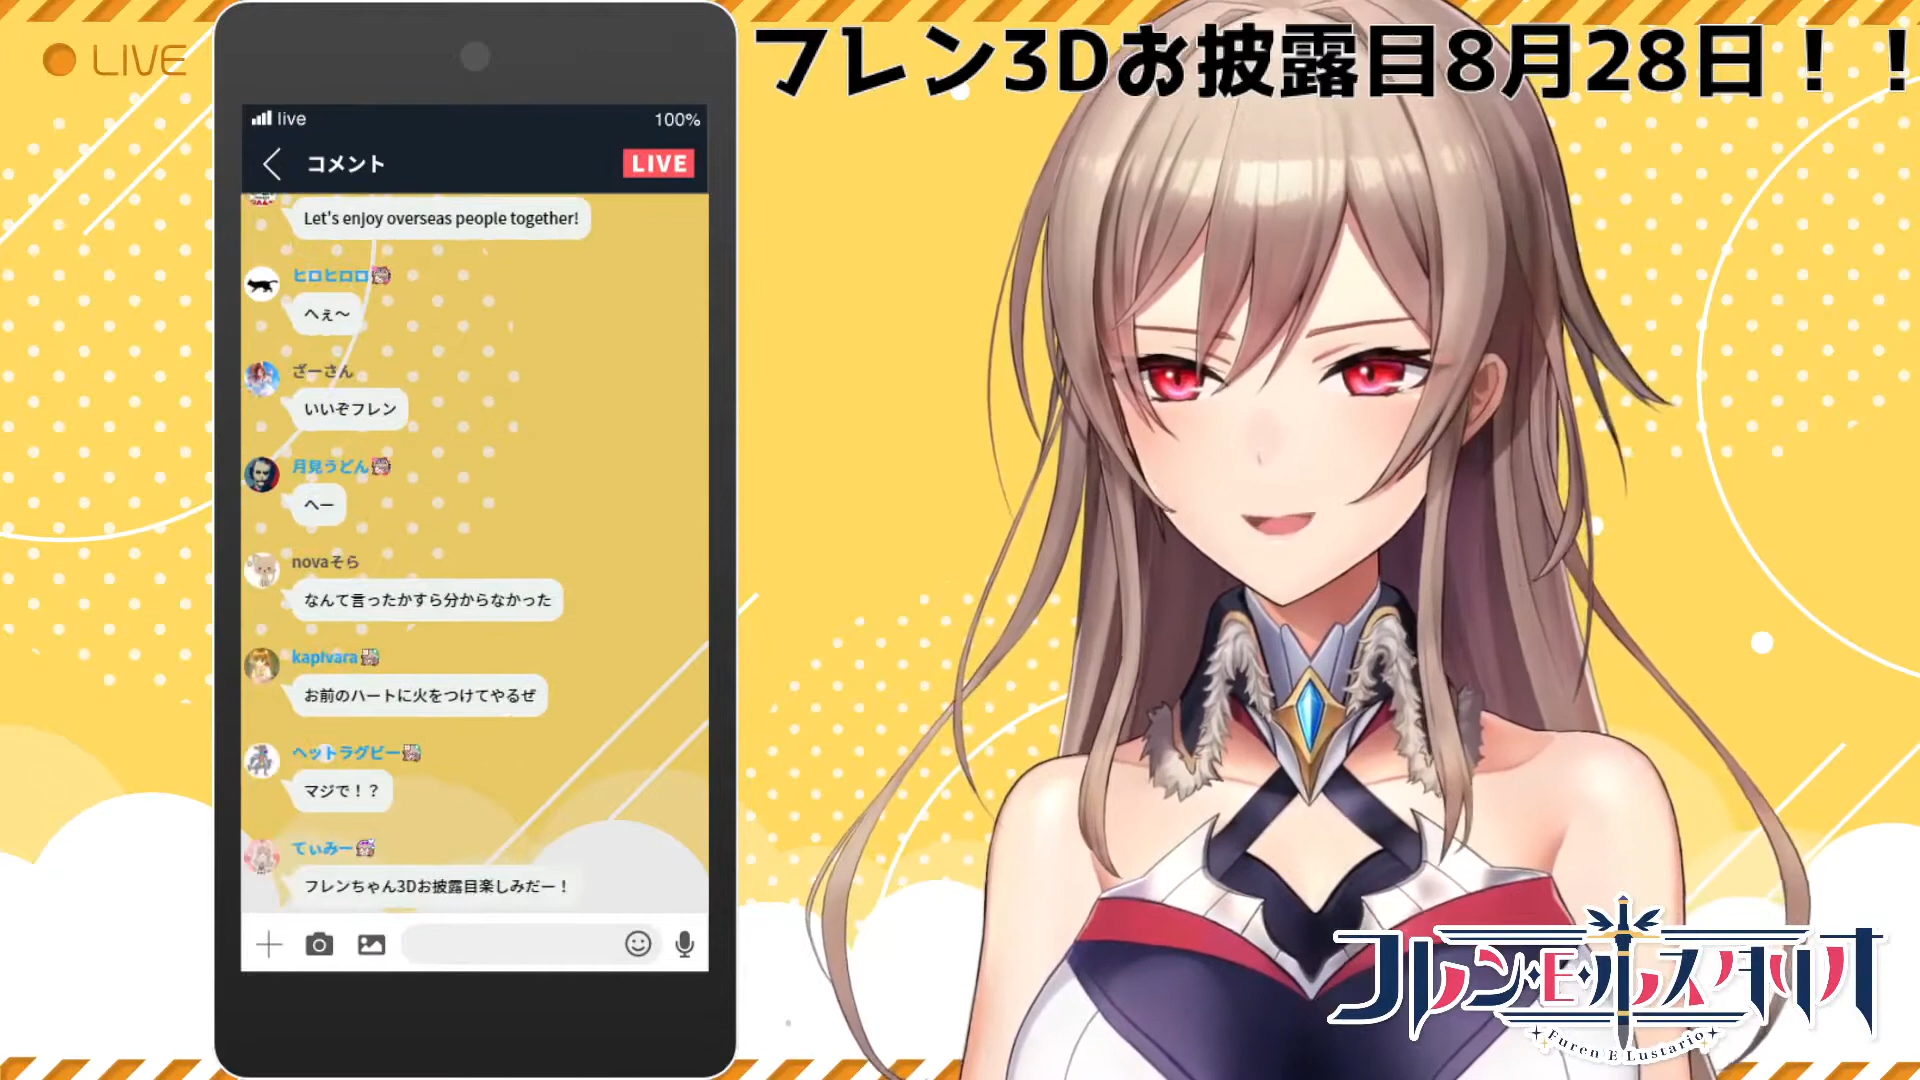 LIVE
フレン3Dお披露目8月28日！！
live
100%
コメント
LIVE
Let's enjoy overseas people together!
ヒロヒロロ
へぇ～
ざーさん
いいぞフレン
月見うどん
へー
novaそら
なんて言ったかすら分からなかった
kapivara
お前のハートに火をつけてやるぜ
ヘットラグビー
マジで！？
てぃみー
フレンちゃん3Dお披露目楽しみだー！
フレン・E・ルスタリオ
Furen E Lustario